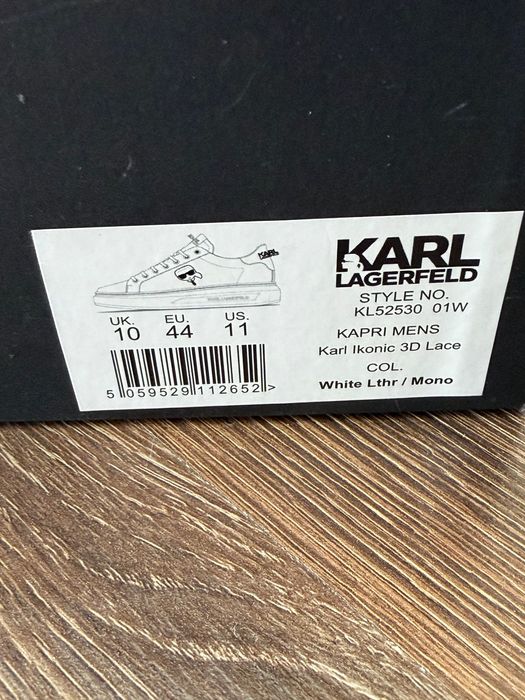 KARL
KARL
LAGERFELD
STYLE NO.
KL52530 01W
UK. EU. US.
10 44 11
KAPRI MENS
Karl Ikonic 3D Lace
COL.
White Lthr / Mono
5 059529 112652 >